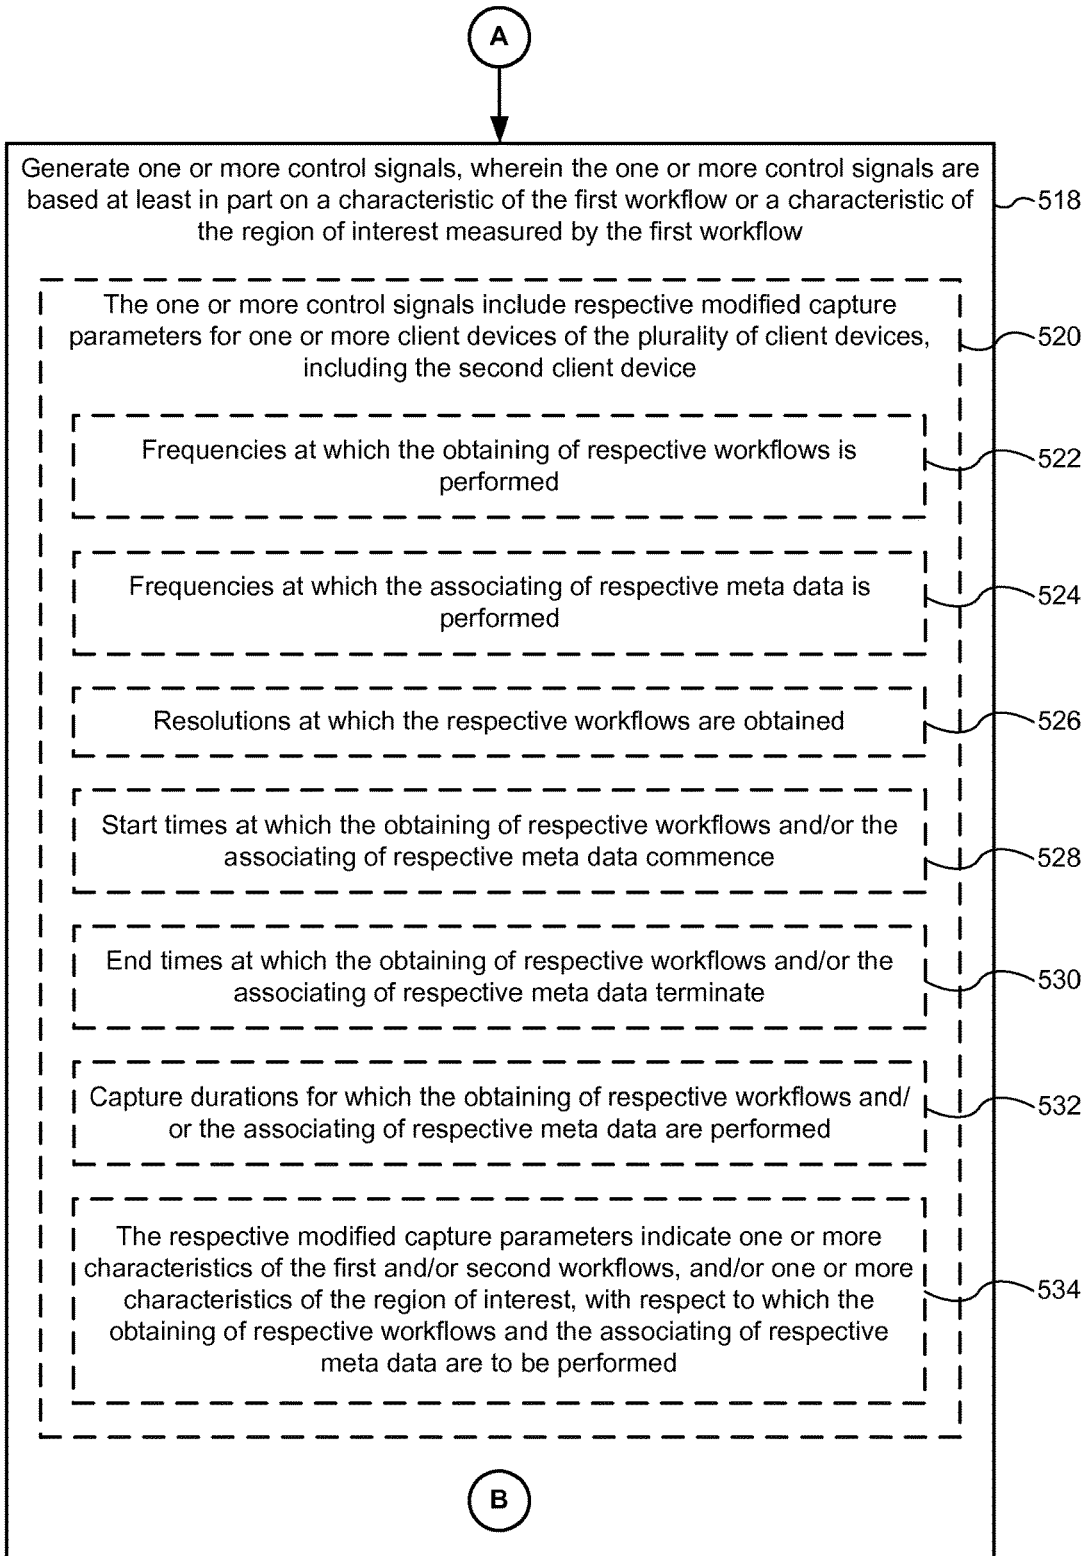 A
Generate one or more control signals, wherein the one or more control signals are
based at least in part on a characteristic of the first workflow or a characteristic of
the region of interest measured by the first workflow
518
The one or more control signals include respective modified capture
parameters for one or more client devices of the plurality of client devices,
including the second client device
520
Frequencies at which the obtaining of respective workflows is
performed
522
Frequencies at which the associating of respective meta data is
performed
524
Resolutions at which the respective workflows are obtained
526
Start times at which the obtaining of respective workflows and/or the
associating of respective meta data commence
528
End times at which the obtaining of respective workflows and/or the
associating of respective meta data terminate
530
Capture durations for which the obtaining of respective workflows and/
or the associating of respective meta data are performed
532
The respective modified capture parameters indicate one or more
characteristics of the first and/or second workflows, and/or one or more
characteristics of the region of interest, with respect to which the
obtaining of respective workflows and the associating of respective
meta data are to be performed
534
B